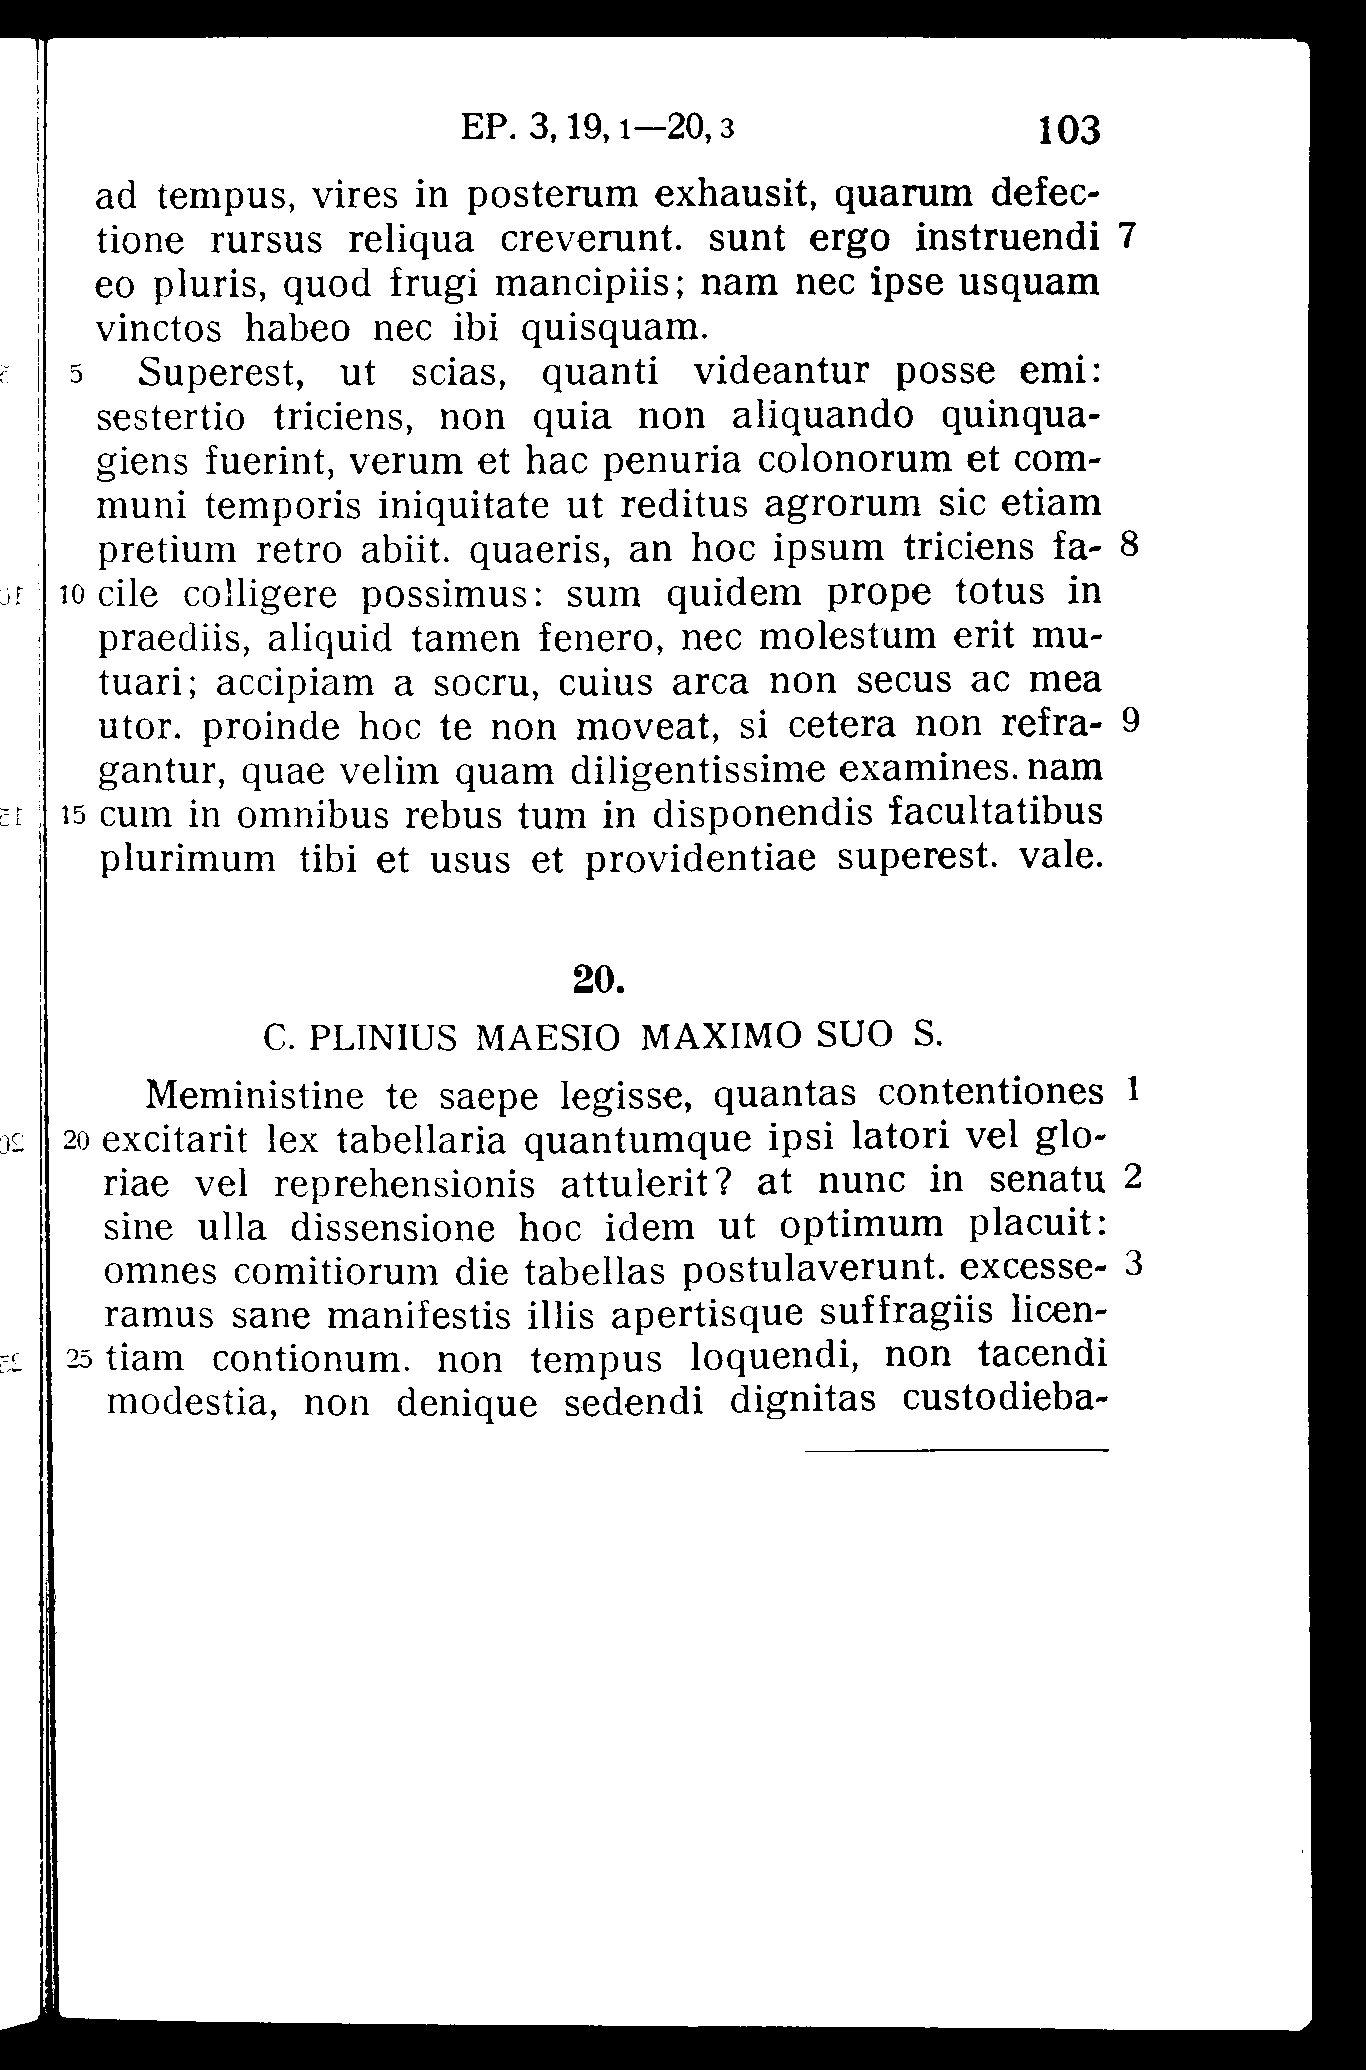 EP. 3, 19, 1—20, 3 103
ad tempus, vires in posterum exhausit, quarum defec-
tione rursus reliqua creverunt. sunt ergo instruendi 7
eo pluris, quod frugi mancipiis; nam nec ipse usquam
vinctos habeo nec ibi quisquam.
5 Superest, ut scias, quanti videantur posse emi:
sestertio triciens, non quia non aliquando quinqua-
giens fuerint, verum et hac penuria colonorum et com-
muni temporis iniquitate ut reditus agrorum sic etiam
pretium retro abiit. quaeris, an hoc ipsum triciens fa- 8
10 cile colligere possimus: sum quidem prope totus in
praediis, aliquid tamen fenero, nec molestum erit mu-
tuari; accipiam a socru, cuius arca non secus ac mea
utor. proinde hoc te non moveat, si cetera non refra- 9
gantur, quae velim quam diligentissime examines. nam
15 cum in omnibus rebus tum in disponendis facultatibus
plurimum tibi et usus et providentiae superest. vale.
20.
C. PLINIUS MAESIO MAXIMO SUO S.
Meministine te saepe legisse, quantas contentiones 1
20 excitarit lex tabellaria quantumque ipsi latori vel glo-
riae vel reprehensionis attulerit? at nunc in senatu 2
sine ulla dissensione hoc idem ut optimum placuit:
omnes comitiorum die tabellas postulaverunt. excesse- 3
ramus sane manifestis illis apertisque suffragiis licen-
25 tiam contionum. non tempus loquendi, non tacendi
modestia, non denique sedendi dignitas custodieba-